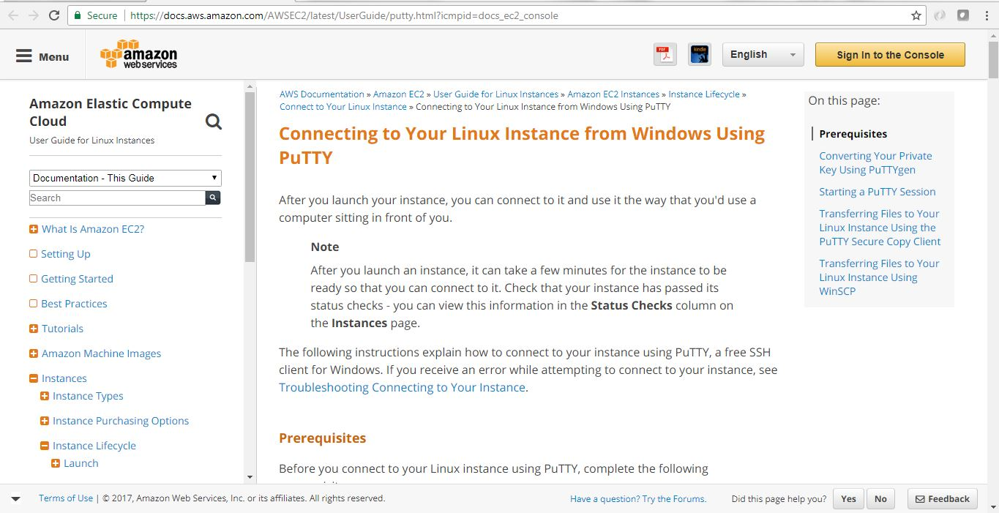 Secure https://docs.aws.amazon.com/AWSEC2/latest/UserGuide/putty.html?icmpid=docs_ec2_console
Menu
amazon
web services
PDF
kindle
English
Sign In to the Console
Amazon Elastic Compute
Cloud
User Guide for Linux Instances
Documentation - This Guide
Search
What Is Amazon EC2?
Setting Up
Getting Started
Best Practices
Tutorials
Amazon Machine Images
Instances
Instance Types
Instance Purchasing Options
Instance Lifecycle
Launch
AWS Documentation » Amazon EC2 » User Guide for Linux Instances » Amazon EC2 Instances » Instance Lifecycle »
Connect to Your Linux Instance » Connecting to Your Linux Instance from Windows Using PuTTY
Connecting to Your Linux Instance from Windows Using
PuTTY
After you launch your instance, you can connect to it and use it the way that you'd use a
computer sitting in front of you.
Note
After you launch an instance, it can take a few minutes for the instance to be
ready so that you can connect to it. Check that your instance has passed its
status checks - you can view this information in the Status Checks column on
the Instances page.
The following instructions explain how to connect to your instance using PuTTY, a free SSH
client for Windows. If you receive an error while attempting to connect to your instance, see
Troubleshooting Connecting to Your Instance.
Prerequisites
Before you connect to your Linux instance using PuTTY, complete the following
On this page:
Prerequisites
Converting Your Private
Key Using PuTTYgen
Starting a PuTTY Session
Transferring Files to Your
Linux Instance Using the
PuTTY Secure Copy Client
Transferring Files to Your
Linux Instance Using
WinSCP
Terms of Use | © 2017, Amazon Web Services, Inc. or its affiliates. All rights reserved.
Have a question? Try the Forums.
Did this page help you?
Yes
No
Feedback